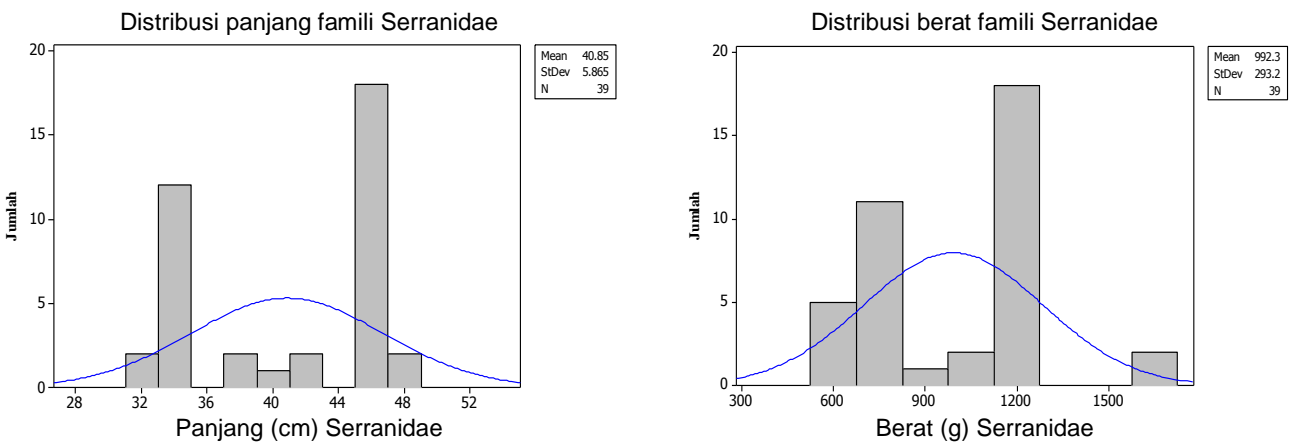 Distribusi panjang famili Serranidae
20
15
10
5
0
Jumlah
28 32 36 40 44 48 52
Panjang (cm) Serranidae
Mean 40.85
StDev 5.865
N 39
Distribusi berat famili Serranidae
20
15
10
5
0
Jumlah
300 600 900 1200 1500
Berat (g) Serranidae
Mean 992.3
StDev 293.2
N 39